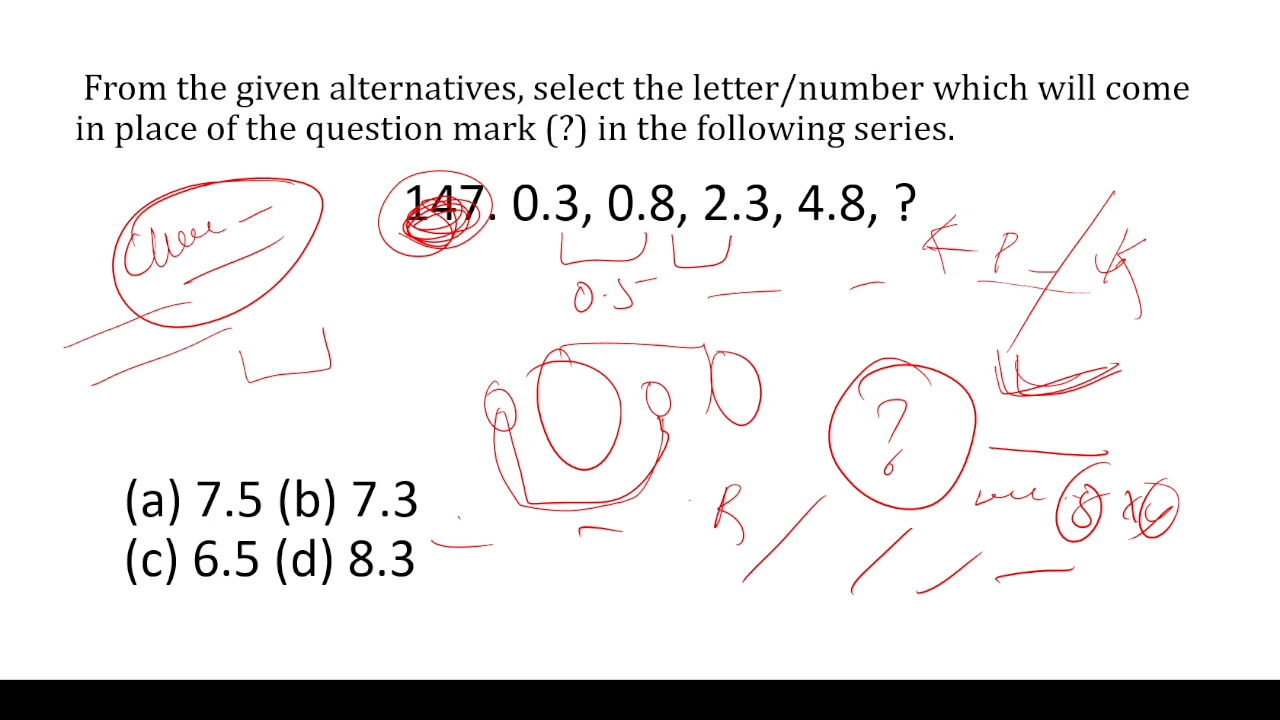 From the given alternatives, select the letter/number which will come
in place of the question mark (?) in the following series.
147. 0.3, 0.8, 2.3, 4.8, ?
0.5
?
R
(a) 7.5 (b) 7.3
(c) 6.5 (d) 8.3